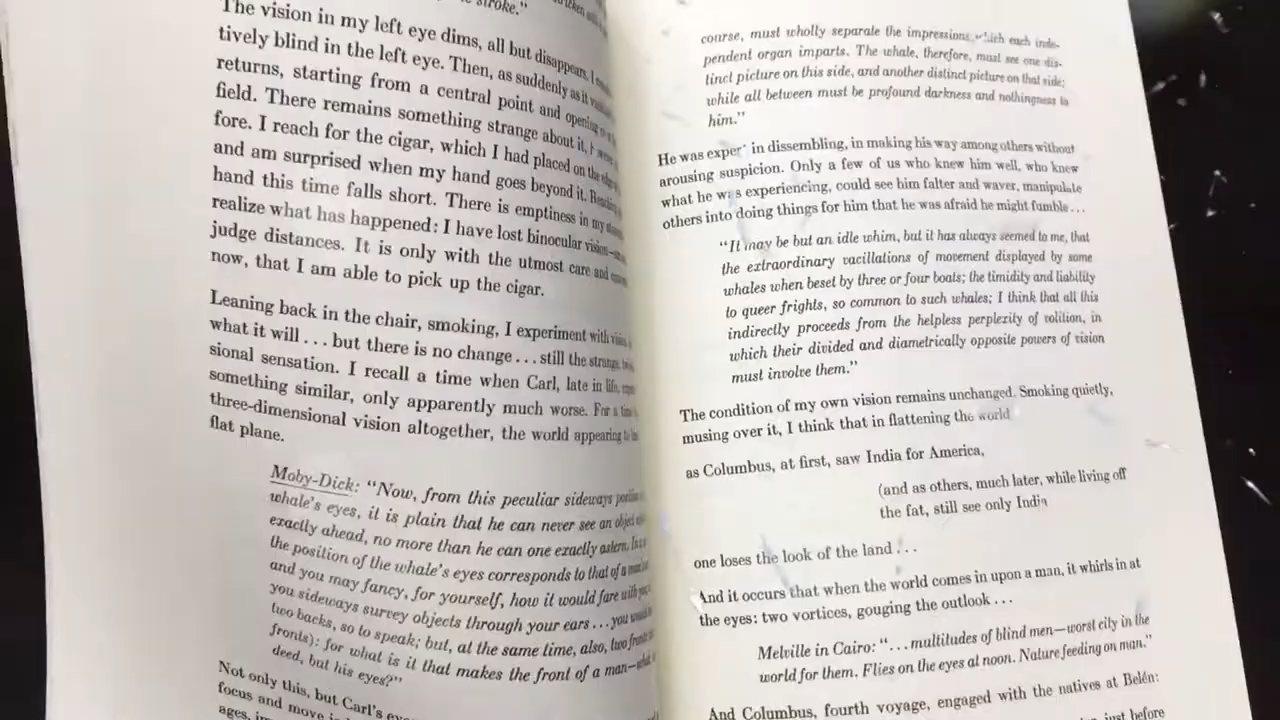 stroke."
The vision in my left eye dims, all but disappears. I
tively blind in the left eye. Then, as suddenly as it
returns, starting from a central point and opening
field. There remains something strange about it,
fore. I reach for the cigar, which I had placed on the
and am surprised when my hand goes beyond it.
hand this time falls short. There is emptiness in my
realize what has happened: I have lost binocular vision—
judge distances. It is only with the utmost care and
now, that I am able to pick up the cigar.
Leaning back in the chair, smoking, I experiment with
what it will . . . but there is no change . . . still the strange,
sional sensation. I recall a time when Carl, late in life,
something similar, only apparently much worse. For a
three-dimensional vision altogether, the world appearing
flat plane.
Moby-Dick: "Now, from this peculiar sideways
whale's eyes, it is plain that he can never see an object
exactly ahead, no more than he can one exactly astern.
the position of the whale's eyes corresponds to that of a
and you may fancy, for yourself, how it would fare with
you sideways survey objects through your ears . . . you
two backs, so to speak; but, at the same time, also, two
fronts): for what is it that makes the front of a man—
deed, but his eyes?"
Not only this, but Carl's
focus and move
ages,
course, must wholly separate the impressions, which each inde-
pendent organ imparts. The whale, therefore, must see one dis-
tinct picture on this side, and another distinct picture on that side;
while all between must be profound darkness and nothingness to
him."
He was expert in dissembling, in making his way among others without
arousing suspicion. Only a few of us who knew him well, who knew
what he was experiencing, could see him falter and waver, manipulate
others into doing things for him that he was afraid he might fumble . . .
"It may be but an idle whim, but it has always seemed to me, that
the extraordinary vacillations of movement displayed by some
whales when beset by three or four boats; the timidity and liability
to queer frights, so common to such whales; I think that all this
indirectly proceeds from the helpless perplexity of volition, in
which their divided and diametrically opposite powers of vision
must involve them."
The condition of my own vision remains unchanged. Smoking quietly,
musing over it, I think that in flattening the world
as Columbus, at first, saw India for America,
(and as others, much later, while living off
the fat, still see only India
one loses the look of the land . . .
And it occurs that when the world comes in upon a man, it whirls in at
the eyes: two vortices, gouging the outlook . . .
Melville in Cairo: ". . . multitudes of blind men—worst city in the
world for them. Flies on the eyes at noon. Nature feeding on man."
And Columbus, fourth voyage, engaged with the natives at Belén:
just before